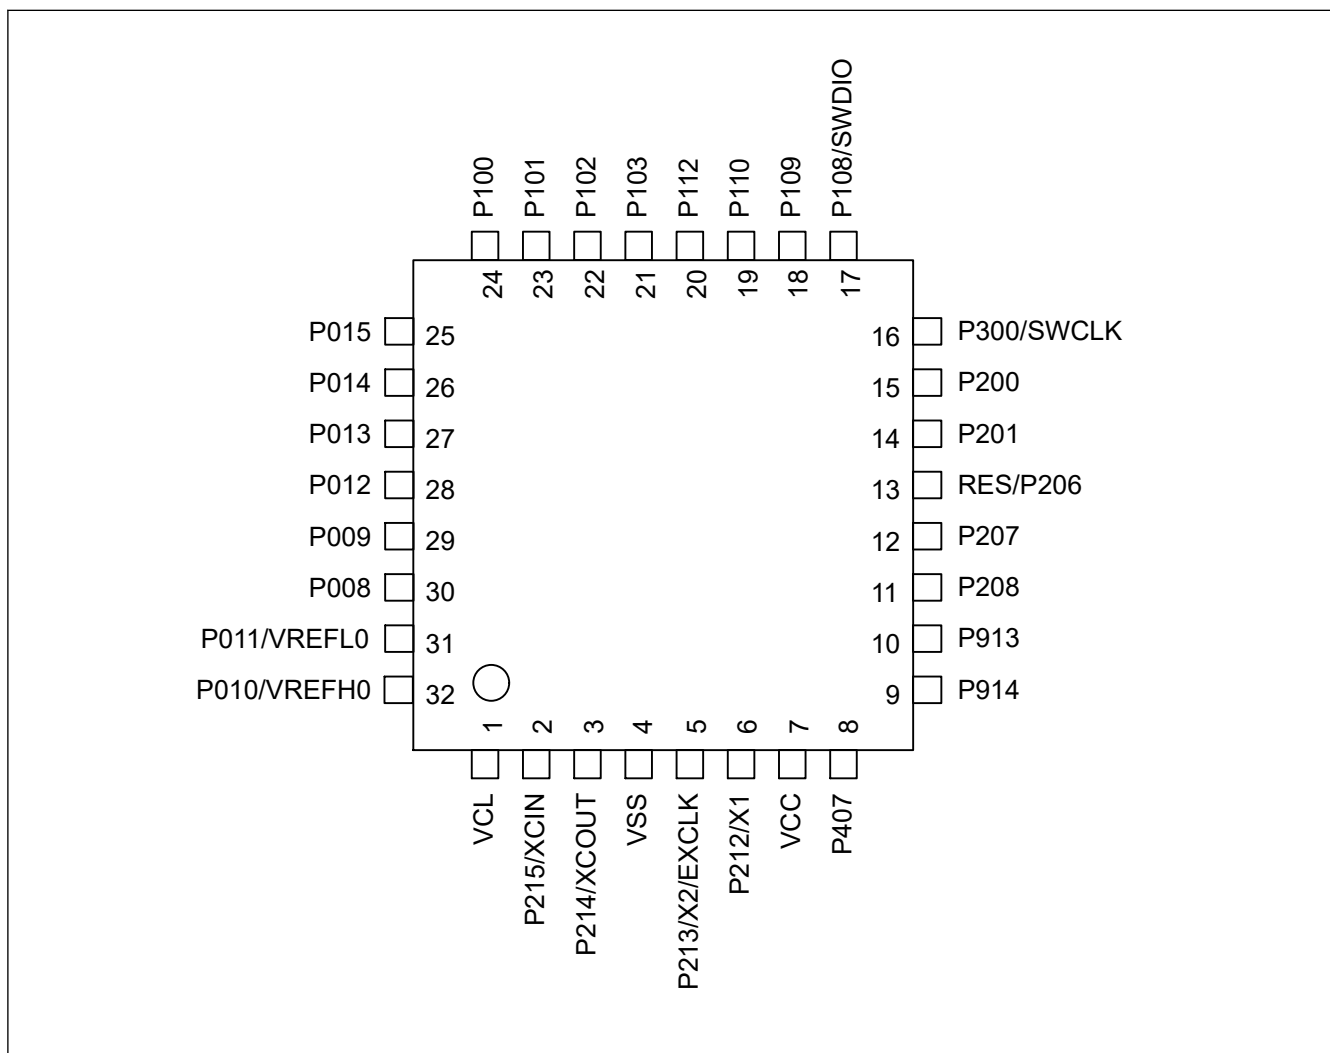 P100
P101
P102
P103
P112
P110
P109
P108/SWDIO
24
23
22
21
20
19
18
17
P015 25
P014 26
P013 27
P012 28
P009 29
P008 30
P011/VREFL0 31
P010/VREFH0 32
16 P300/SWCLK
15 P200
14 P201
13 RES/P206
12 P207
11 P208
10 P913
9 P914
1
2
3
4
5
6
7
8
VCL
P215/XCIN
P214/XCOUT
VSS
P213/X2/EXCLK
P212/X1
VCC
P407